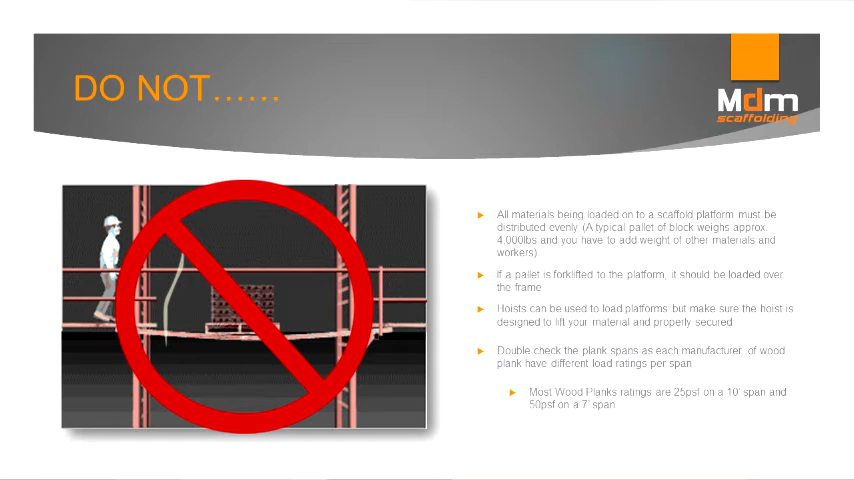 DO NOT......
Mdm
scaffolding
All materials being loaded on to a scaffold platform must be
distributed evenly (A typical pallet of block weighs approx
4,000lbs and you have to add weight of other materials and
workers)
If a pallet is forklifted to the platform, it should be loaded over
the frame
Hoists can be used to load platforms but make sure the hoist is
designed to lift your material and properly secured
Double check the plank spans as each manufacturer of wood
plank have different load ratings per span
Most Wood Planks ratings are 25psf on a 10' span and
50psf on a 7' span